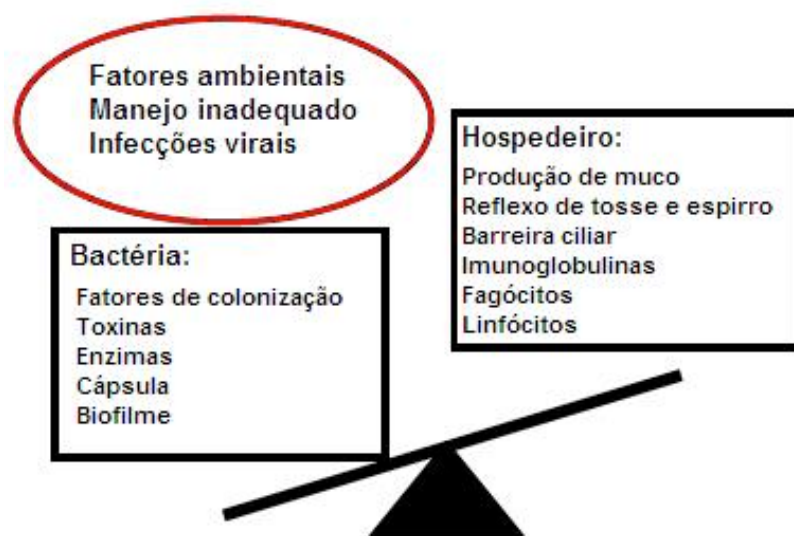 Fatores ambientais
Manejo inadequado
Infecções virais
Bactéria:
Fatores de colonização
Toxinas
Enzimas
Cápsula
Biofilme
Hospedeiro:
Produção de muco
Reflexo de tosse e espirro
Barreira ciliar
Imunoglobulinas
Fagócitos
Linfócitos